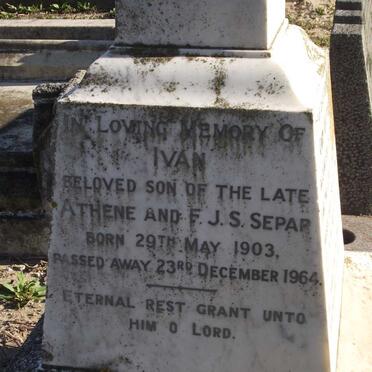 IN LOVING MEMORY OF
IVAN
BELOVED SON OF THE LATE
ATHENE AND F.J.S. SEPAP
BORN 29TH MAY 1903,
PASSED AWAY 23RD DECEMBER 1964.
ETERNAL REST GRANT UNTO
HIM O LORD.